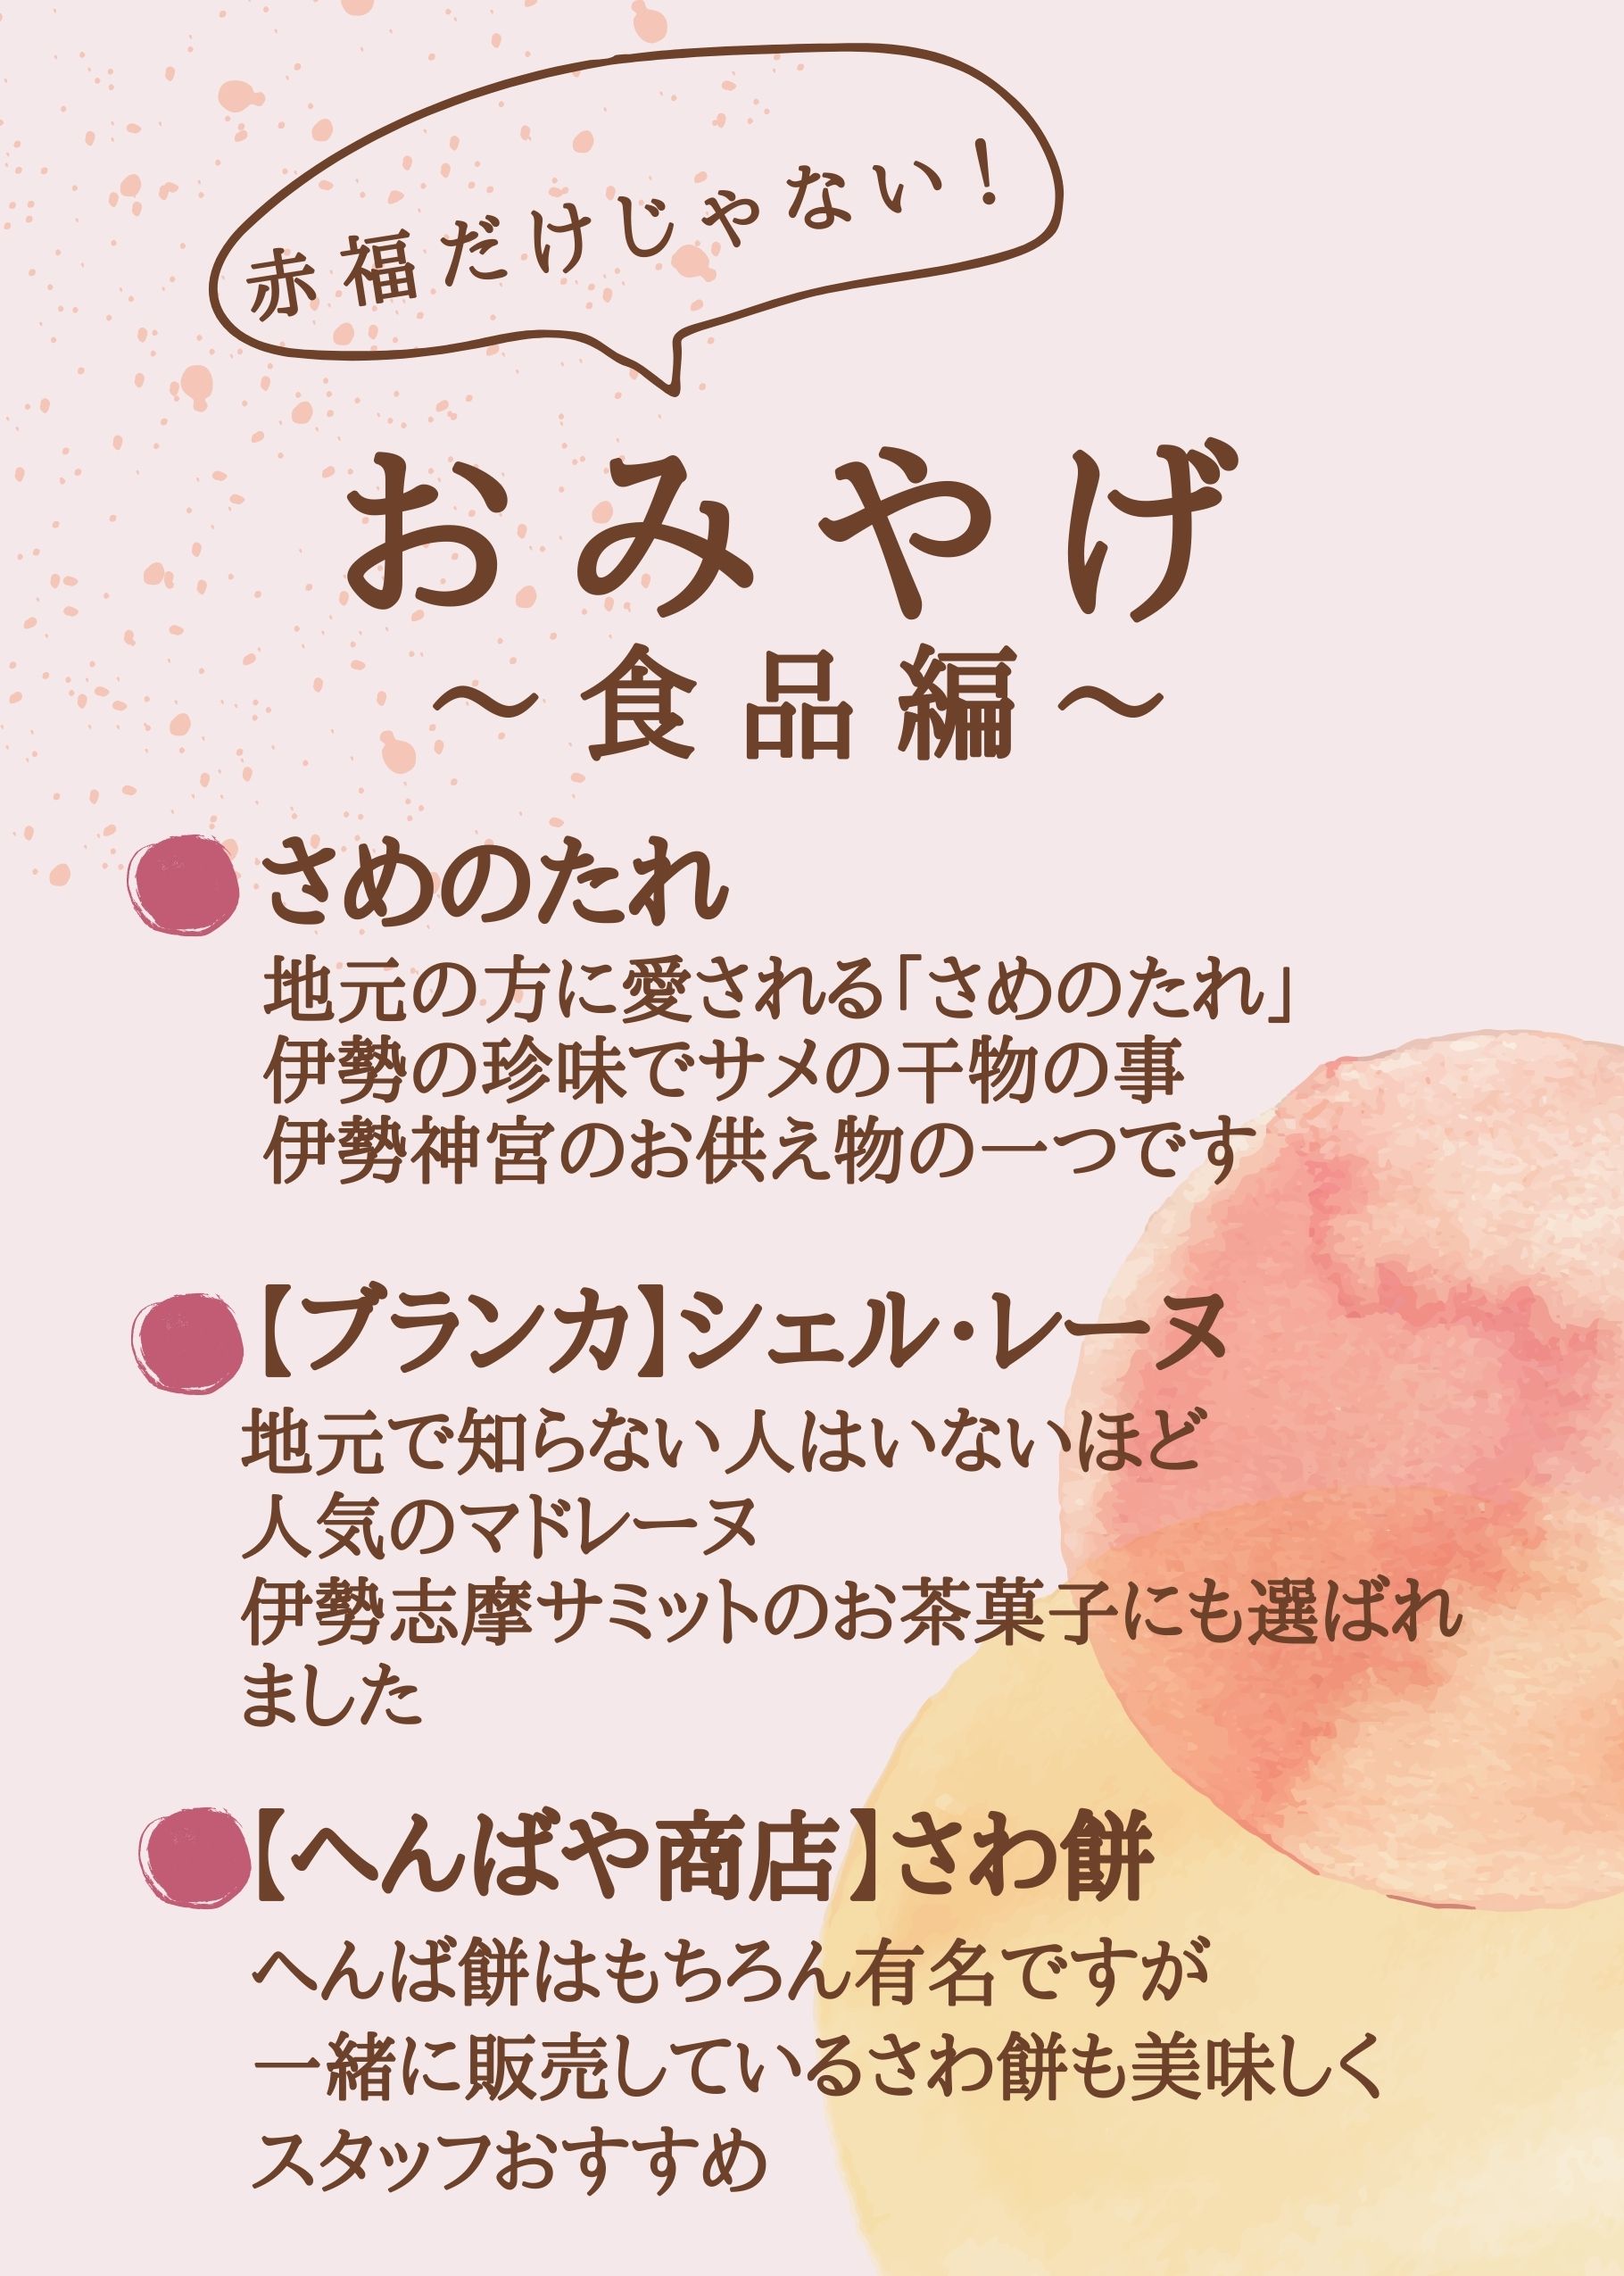 赤福だけじゃない!
おみやげ
～食品編～
さめのたれ
地元の方に愛される「さめのたれ」
伊勢の珍味でサメの干物の事
伊勢神宮のお供え物の一つです
【ブランカ】シェル・レーヌ
地元で知らない人はいないほど
人気のマドレーヌ
伊勢志摩サミットのお茶菓子にも選ばれ
ました
【へんばや商店】さわ餅
へんば餅はもちろん有名ですが
一緒に販売しているさわ餅も美味しく
スタッフおすすめ